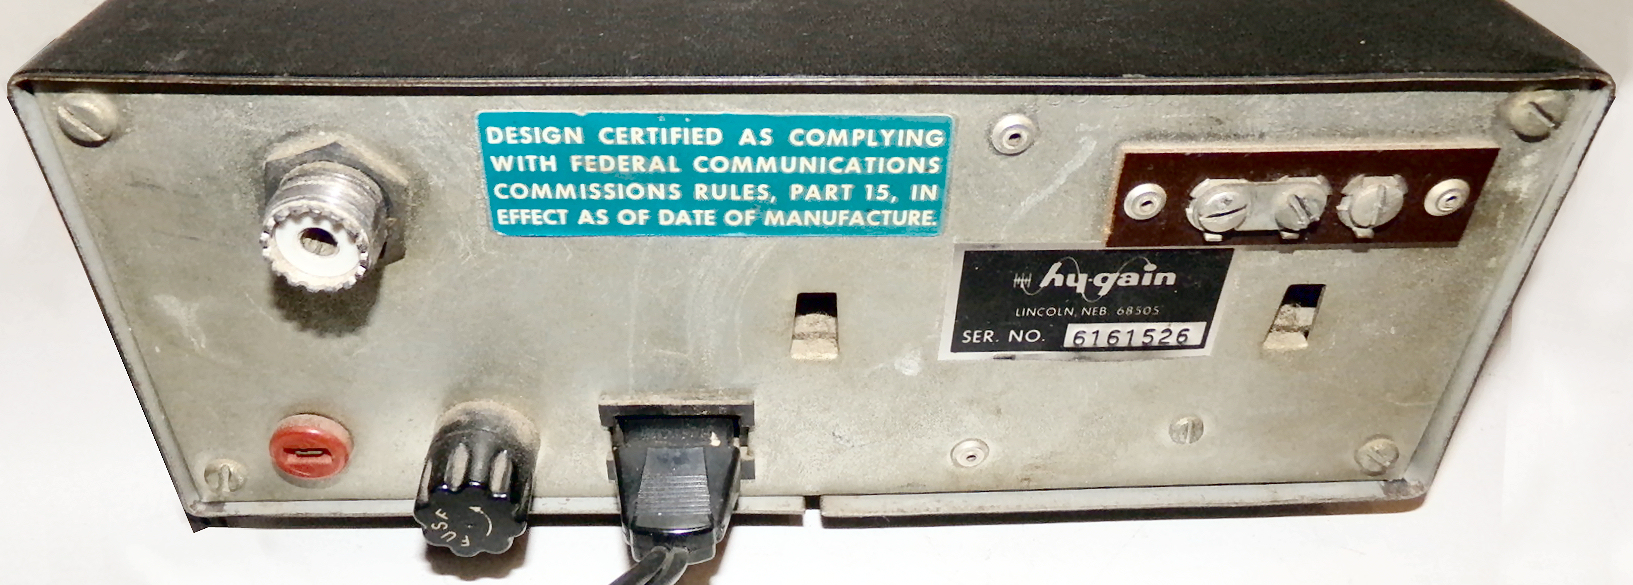 DESIGN CERTIFIED AS COMPLYING
WITH FEDERAL COMMUNICATIONS
COMMISSIONS RULES, PART 15, IN
EFFECT AS OF DATE OF MANUFACTURE.
hy-gain
LINCOLN, NEB. 68505
SER. NO. 6161526
FUSE